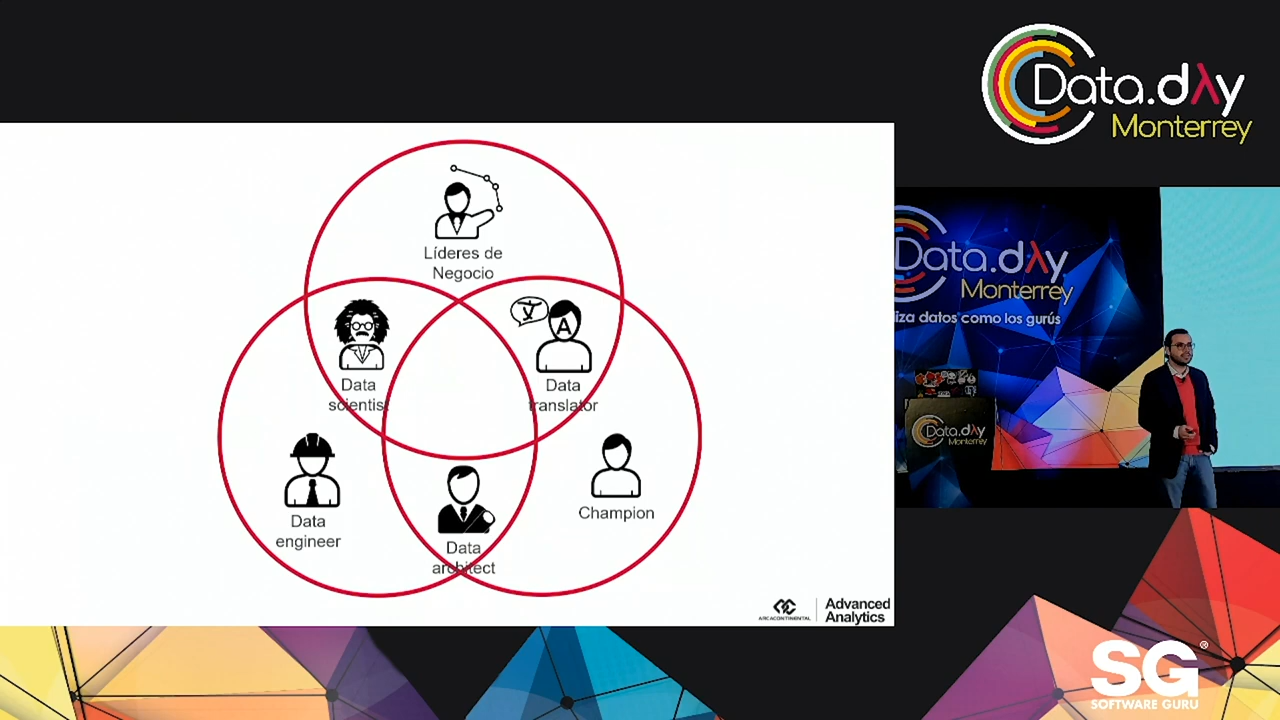 Data.dλy
Monterrey
Líderes de
Negocio
Data
scientist
A
Data
translator
Data
engineer
Data
architect
Champion
ARCACONTINENTAL
Advanced
Analytics
Data.dλy
Monterrey
iza datos como los gurús
Data.dλy
Monterrey
SG®
SOFTWARE GURU